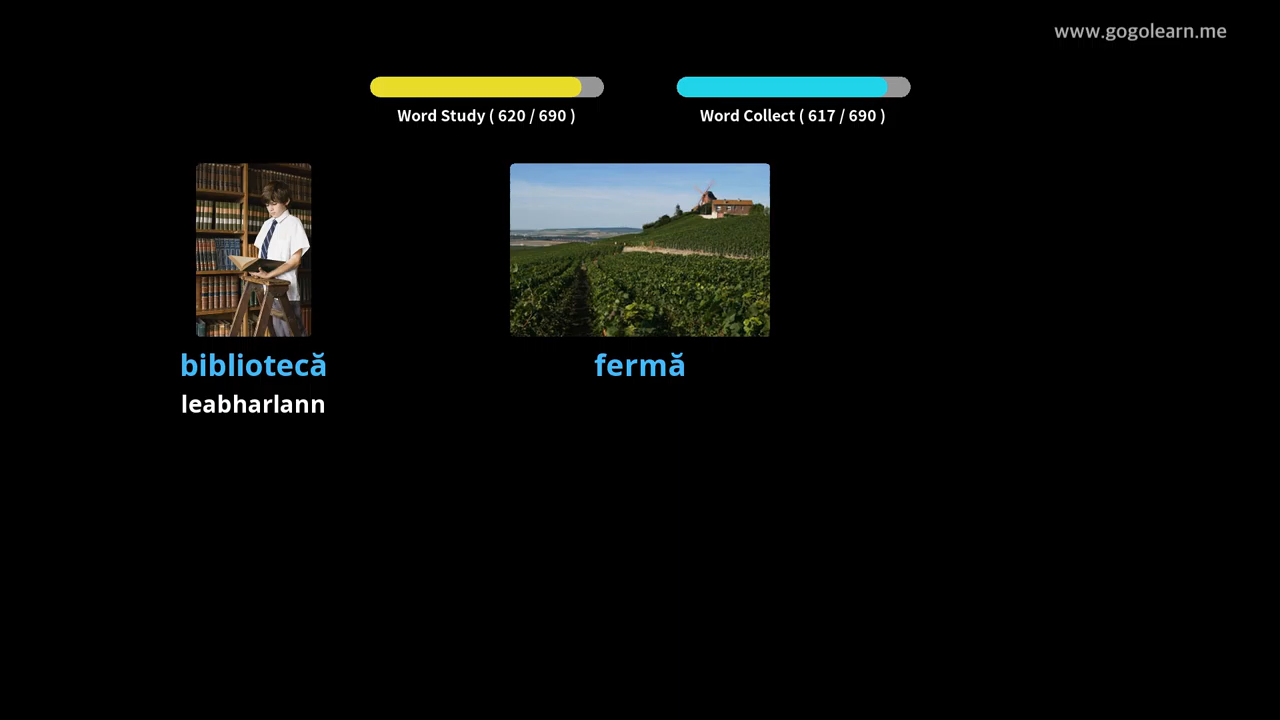 www.gogolearn.me
Word Study ( 620 / 690 )
Word Collect ( 617 / 690 )
bibliotecă
leabharlann
fermă